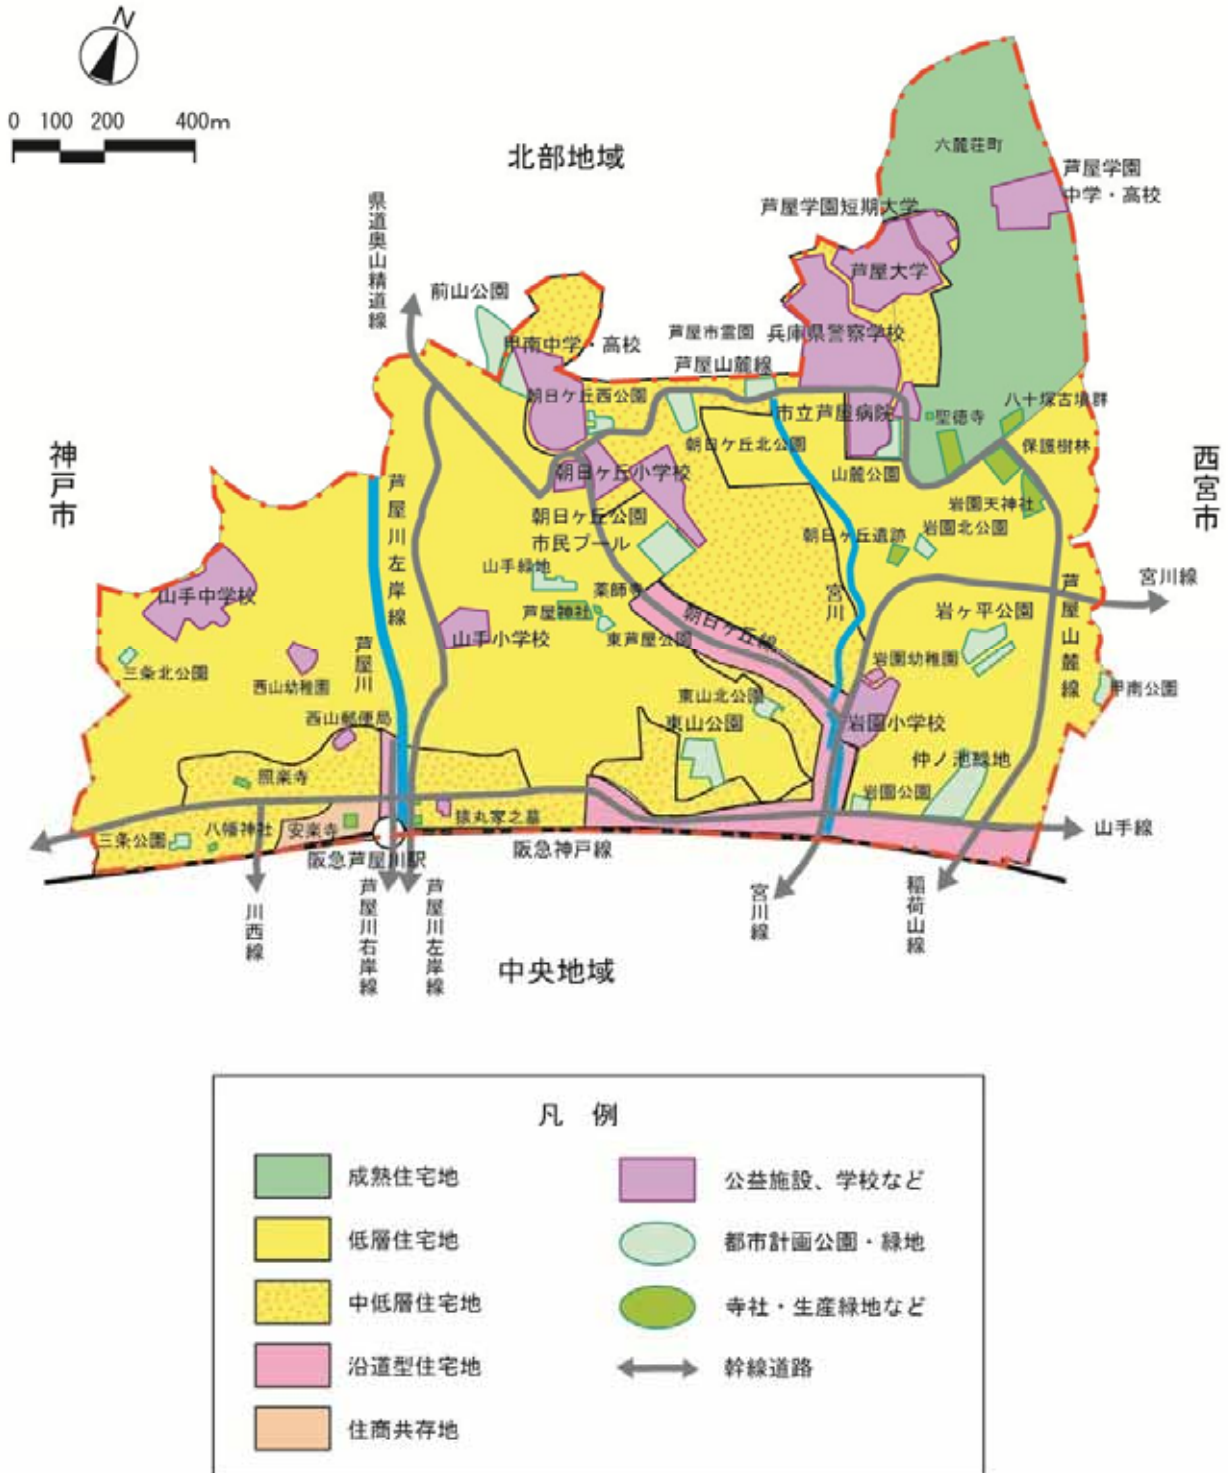 N
0 100 200 400m
北部地域
六麓荘町
芦屋学園
中学・高校
芦屋学園短期大学
芦屋大学
県道奥山精道線
前山公園
甲南中学・高校
芦屋市霊園
兵庫県警察学校
芦屋山麓線
朝日ケ丘西公園
市立芦屋病院
聖徳寺
八十塚古墳群
保護樹林
神戸市
西宮市
朝日ケ丘北公園
山麓公園
朝日ヶ丘小学校
岩園天神社
芦屋川左岸線
朝日ヶ丘公園
市民プール
朝日ヶ丘遺跡
岩園北公園
山手緑地
薬師寺
宮川
宮川線
山手中学校
芦屋神社
朝日ヶ丘線
岩ヶ平公園
芦屋山麓線
山手小学校
東芦屋公園
芦屋川
三条北公園
西山幼稚園
岩園幼稚園
甲南公園
東山北公園
西山郵便局
東山公園
岩園小学校
仲ノ池緑地
照楽寺
岩園公園
三条公園
八幡神社
安楽寺
猿丸家之墓
山手線
阪急芦屋川駅
阪急神戸線
川西線
芦屋川右岸線
芦屋川左岸線
宮川線
稲荷山線
中央地域
凡 例
成熟住宅地
公益施設、学校など
低層住宅地
都市計画公園・緑地
中低層住宅地
寺社・生産緑地など
沿道型住宅地
幹線道路
住商共存地